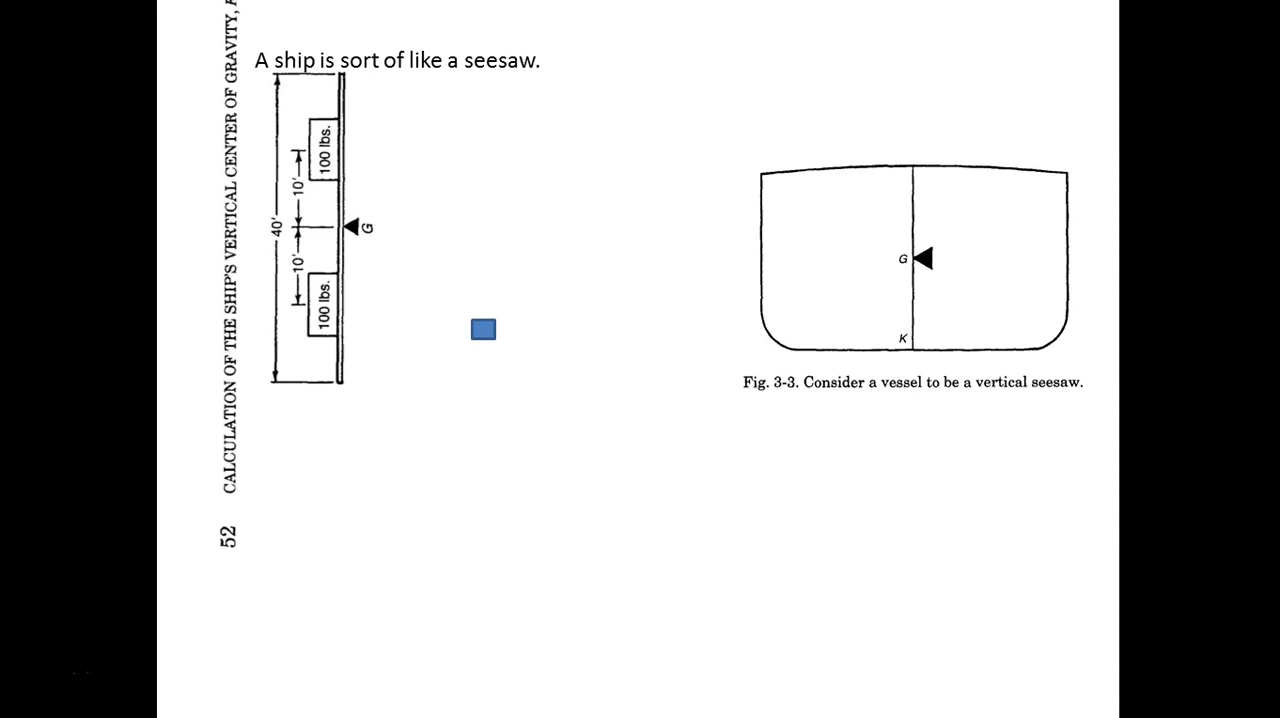 A ship is sort of like a seesaw.
52 CALCULATION OF THE SHIP'S VERTICAL CENTER OF GRAVITY,
40'
10'
10'
100 lbs.
100 lbs.
G
G
K
Fig. 3-3. Consider a vessel to be a vertical seesaw.